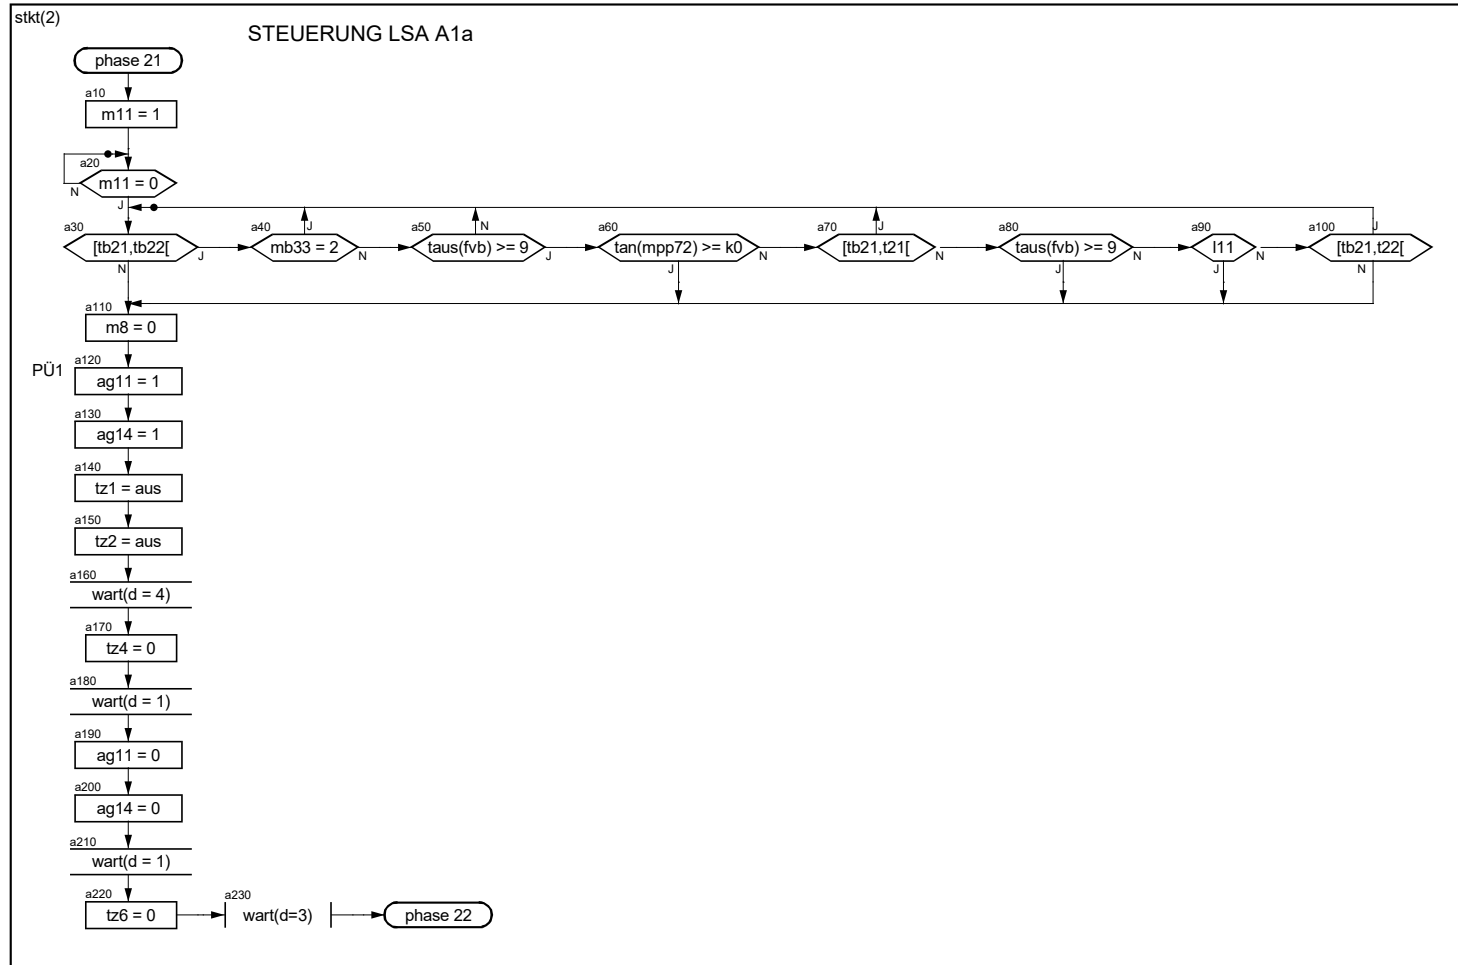 stkt(2)
STEUERUNG LSA A1a
phase 21
a10
m11 = 1
a20
m11 = 0
N
J
a30
[tb21,tb22[
J
N
a40
mb33 = 2
J
N
a50
taus(fvb) >= 9
N
J
a60
tan(mpp72) >= k0
N
J
a70
[tb21,t21[
J
N
a80
taus(fvb) >= 9
N
J
a90
l11
N
J
a100
[tb21,t22[
J
N
a110
m8 = 0
PÜ1
a120
ag11 = 1
a130
ag14 = 1
a140
tz1 = aus
a150
tz2 = aus
a160
wart(d = 4)
a170
tz4 = 0
a180
wart(d = 1)
a190
ag11 = 0
a200
ag14 = 0
a210
wart(d = 1)
a220
tz6 = 0
a230
wart(d=3)
phase 22